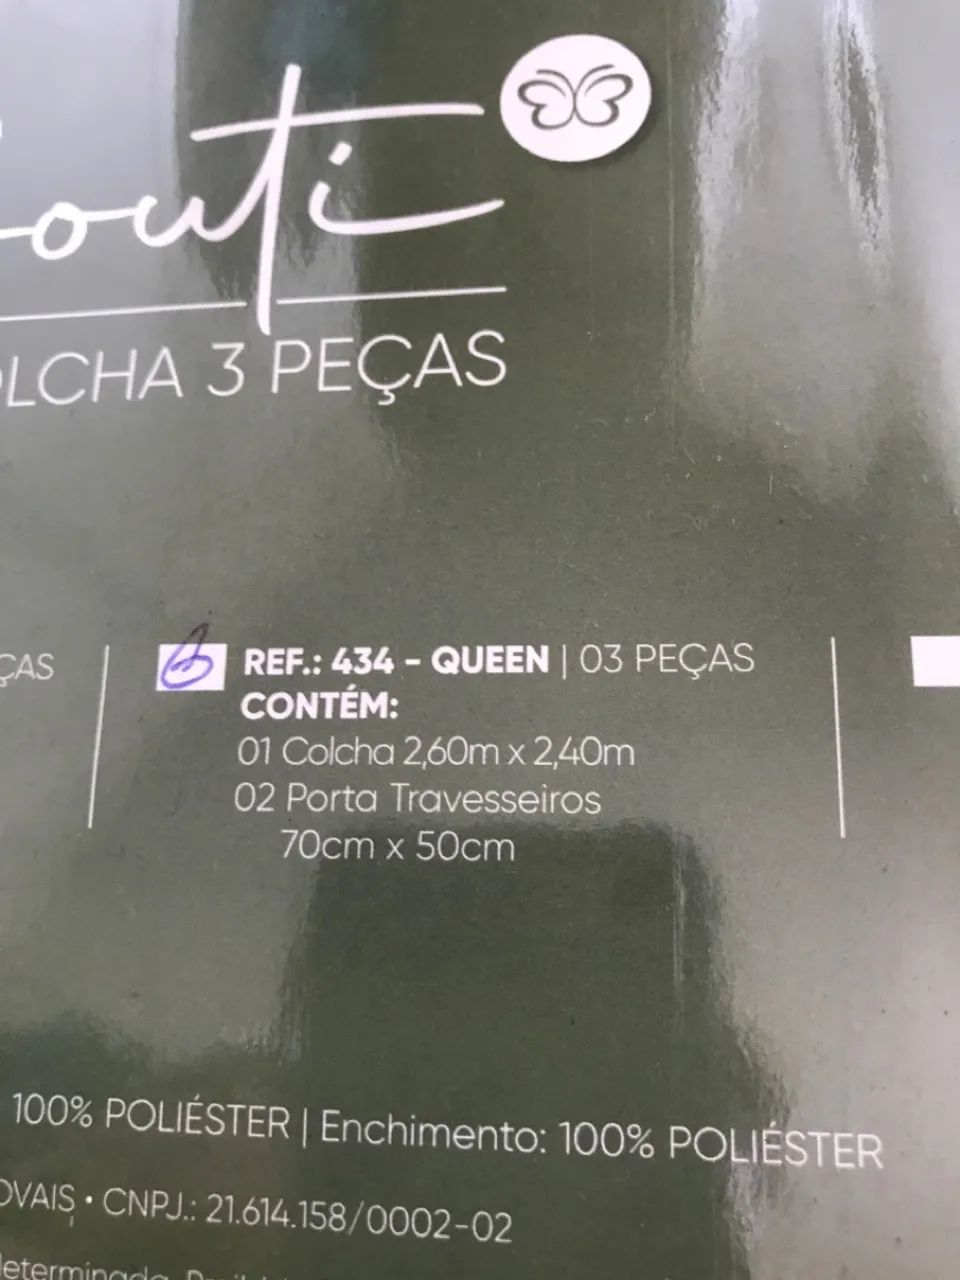 outi
OLCHA 3 PEÇAS
ÇAS
REF.: 434 - QUEEN | 03 PEÇAS
CONTÉM:
01 Colcha 2,60m x 2,40m
02 Porta Travesseiros
70cm x 50cm
100% POLIÉSTER | Enchimento: 100% POLIÉSTER
OVAIS • CNPJ.: 21.614.158/0002-02
determinada.